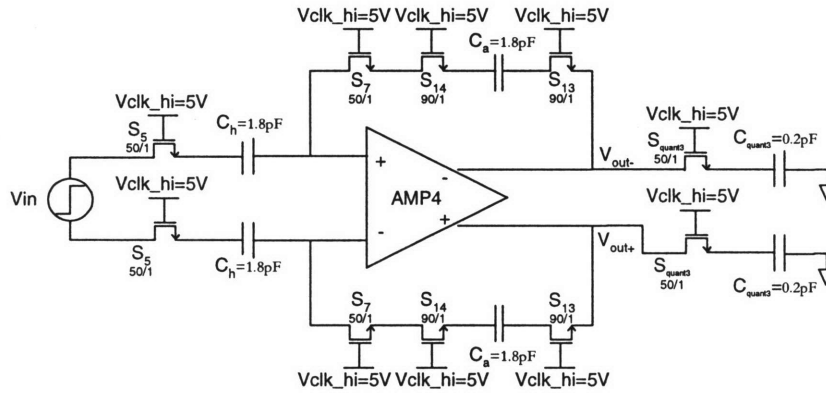 Vclk_hi=5V Vclk_hi=5V Vclk_hi=5V
C_a=1.8pF
S_7 S_14 S_13
50/1 90/1 90/1
Vclk_hi=5V
S_5 C_h=1.8pF
50/1
Vclk_hi=5V
S_quant3 C_quant3=0.2pF
50/1
V_out-
+ -
Vin
Vclk_hi=5V
AMP4
Vclk_hi=5V
- +
V_out+
S_5 C_h=1.8pF
50/1
S_quant3 C_quant3=0.2pF
50/1
S_7 S_14 S_13
50/1 90/1 90/1
C_a=1.8pF
Vclk_hi=5V Vclk_hi=5V Vclk_hi=5V